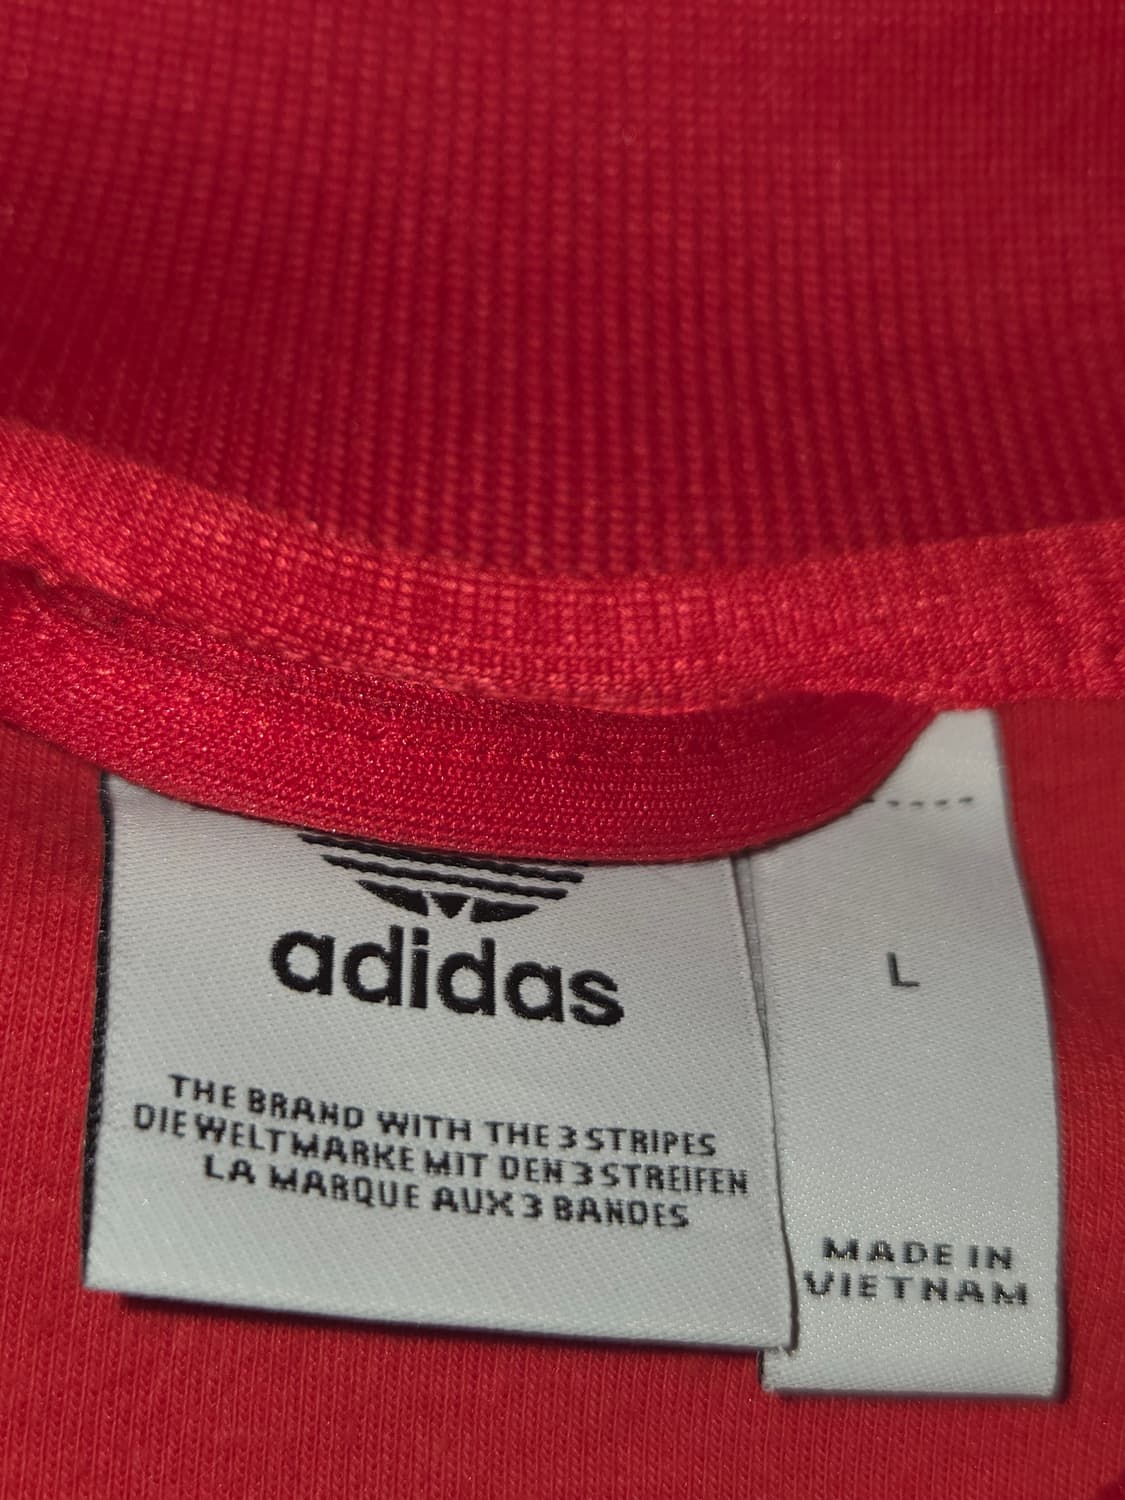 adidas
THE BRAND WITH THE 3 STRIPES
DIE WELTMARKE MIT DEN 3 STREIFEN
LA MARQUE AUX 3 BANDES
L
MADE IN
VIETNAM